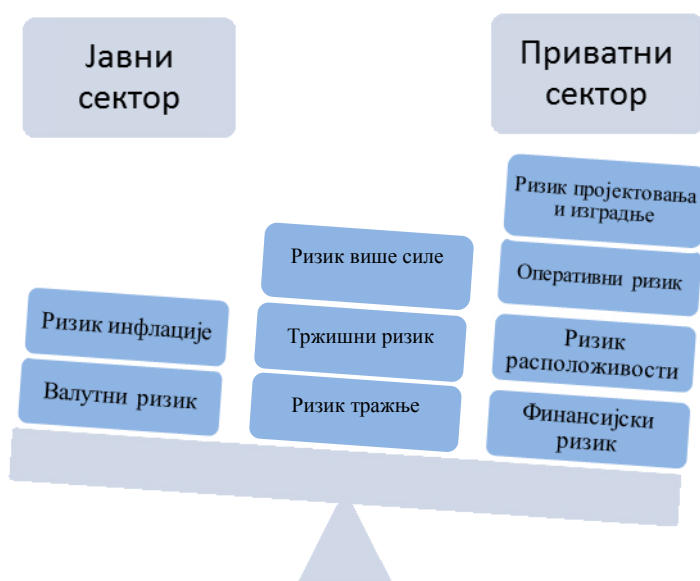 Јавни
сектор
Приватни
сектор
Ризик инфлације
Валутни ризик
Ризик више силе
Тржишни ризик
Ризик тражње
Ризик пројектовања
и изградње
Оперативни ризик
Ризик
расположивости
Финансијски
ризик